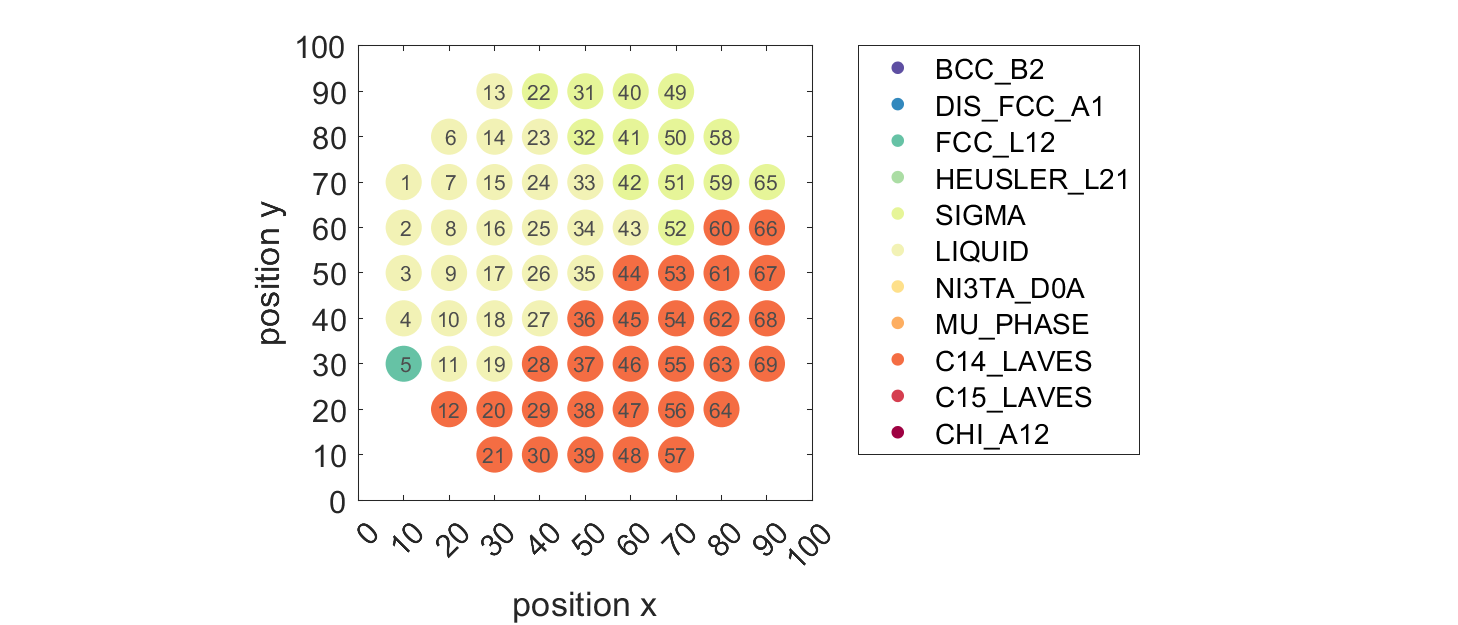 100
90
80
70
60
50
40
30
20
10
0
position y
13 22 31 40 49
6 14 23 32 41 50 58
1 7 15 24 33 42 51 59 65
2 8 16 25 34 43 52 60 66
3 9 17 26 35 44 53 61 67
4 10 18 27 36 45 54 62 68
5 11 19 28 37 46 55 63 69
12 20 29 38 47 56 64
21 30 39 48 57
0 10 20 30 40 50 60 70 80 90 100
position x
BCC_B2
DIS_FCC_A1
FCC_L12
HEUSLER_L21
SIGMA
LIQUID
NI3TA_D0A
MU_PHASE
C14_LAVES
C15_LAVES
CHI_A12